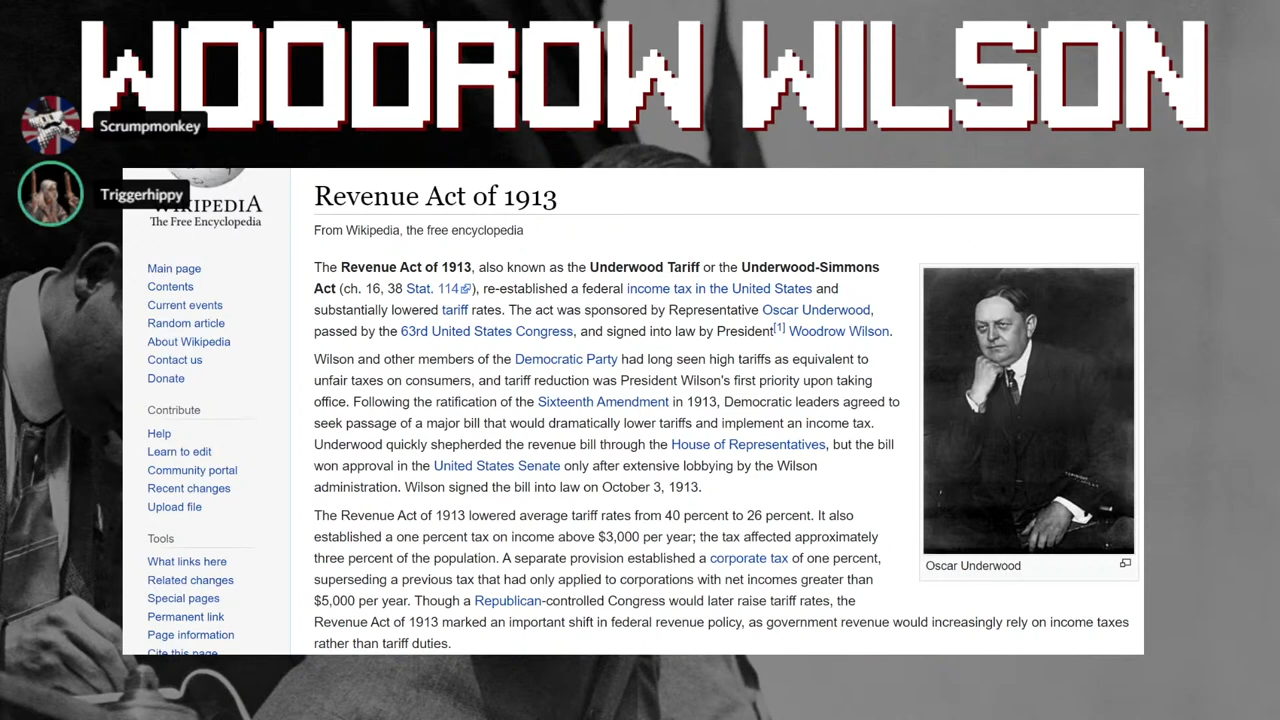 WOODROW WILSON
Scrumpmonkey
Triggerhippy
WIKIPEDIA
The Free Encyclopedia
Main page
Contents
Current events
Random article
About Wikipedia
Contact us
Donate
Contribute
Help
Learn to edit
Community portal
Recent changes
Upload file
Tools
What links here
Related changes
Special pages
Permanent link
Page information
Cite this page
Revenue Act of 1913
From Wikipedia, the free encyclopedia
The Revenue Act of 1913, also known as the Underwood Tariff or the Underwood-Simmons
Act (ch. 16, 38 Stat. 114), re-established a federal income tax in the United States and
substantially lowered tariff rates. The act was sponsored by Representative Oscar Underwood,
passed by the 63rd United States Congress, and signed into law by President[1] Woodrow Wilson.
Wilson and other members of the Democratic Party had long seen high tariffs as equivalent to
unfair taxes on consumers, and tariff reduction was President Wilson's first priority upon taking
office. Following the ratification of the Sixteenth Amendment in 1913, Democratic leaders agreed to
seek passage of a major bill that would dramatically lower tariffs and implement an income tax.
Underwood quickly shepherded the revenue bill through the House of Representatives, but the bill
won approval in the United States Senate only after extensive lobbying by the Wilson
administration. Wilson signed the bill into law on October 3, 1913.
The Revenue Act of 1913 lowered average tariff rates from 40 percent to 26 percent. It also
established a one percent tax on income above $3,000 per year; the tax affected approximately
three percent of the population. A separate provision established a corporate tax of one percent,
superseding a previous tax that had only applied to corporations with net incomes greater than
$5,000 per year. Though a Republican-controlled Congress would later raise tariff rates, the
Revenue Act of 1913 marked an important shift in federal revenue policy, as government revenue would increasingly rely on income taxes
rather than tariff duties.
Oscar Underwood